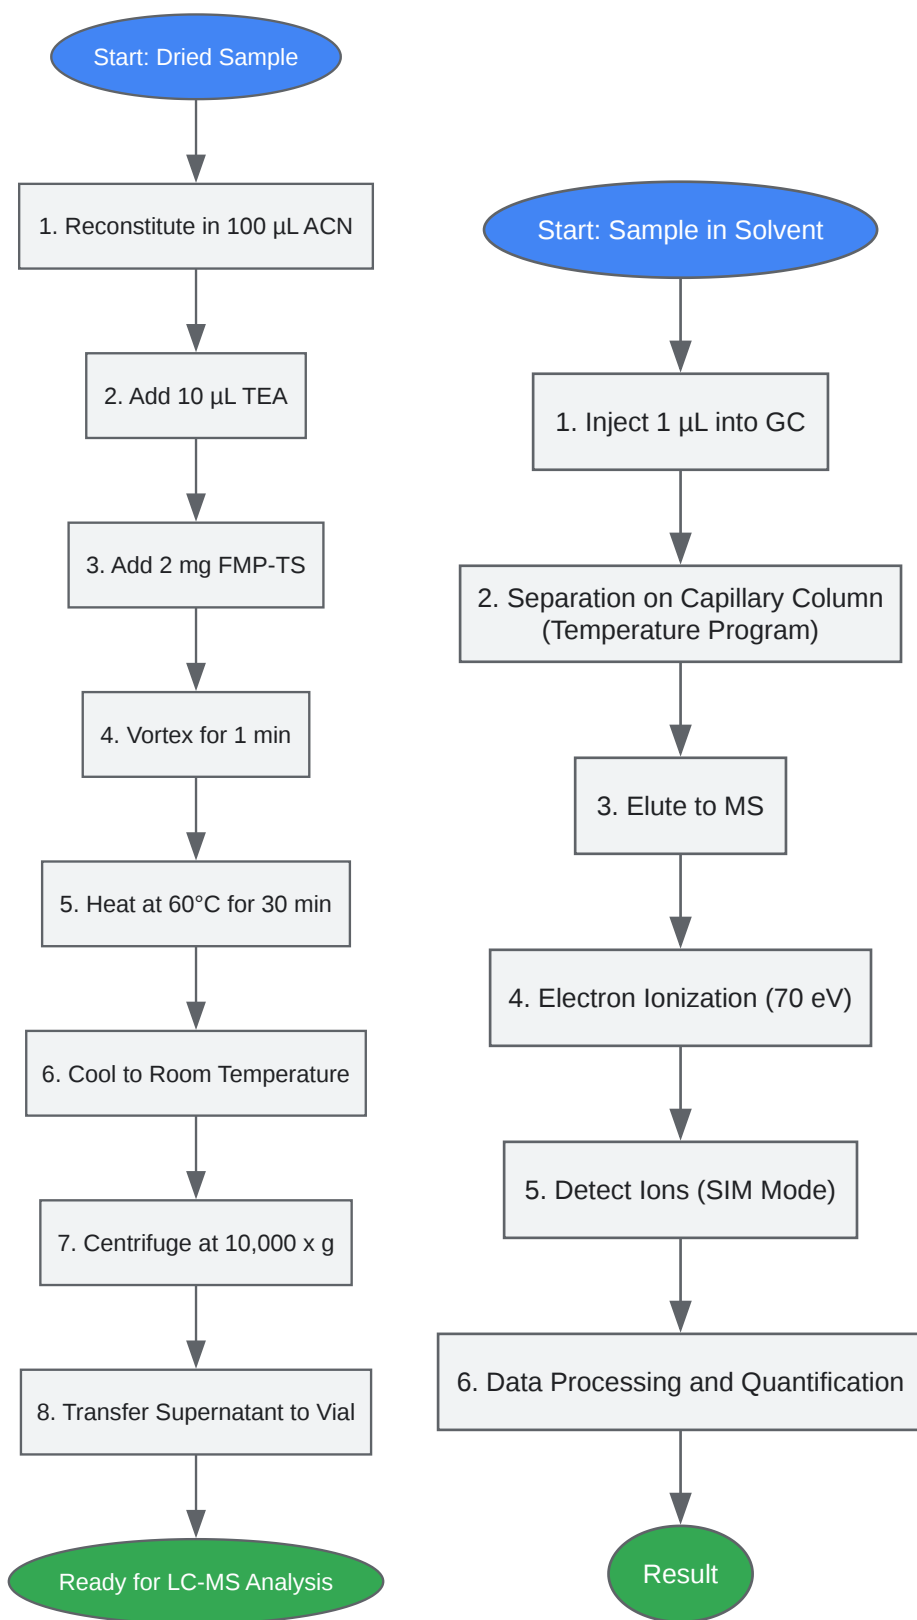 Start: Dried Sample
1. Reconstitute in 100 µL ACN
2. Add 10 µL TEA
3. Add 2 mg FMP-TS
4. Vortex for 1 min
5. Heat at 60°C for 30 min
6. Cool to Room Temperature
7. Centrifuge at 10,000 x g
8. Transfer Supernatant to Vial
Ready for LC-MS Analysis
Start: Sample in Solvent
1. Inject 1 µL into GC
2. Separation on Capillary Column
(Temperature Program)
3. Elute to MS
4. Electron Ionization (70 eV)
5. Detect Ions (SIM Mode)
6. Data Processing and Quantification
Result